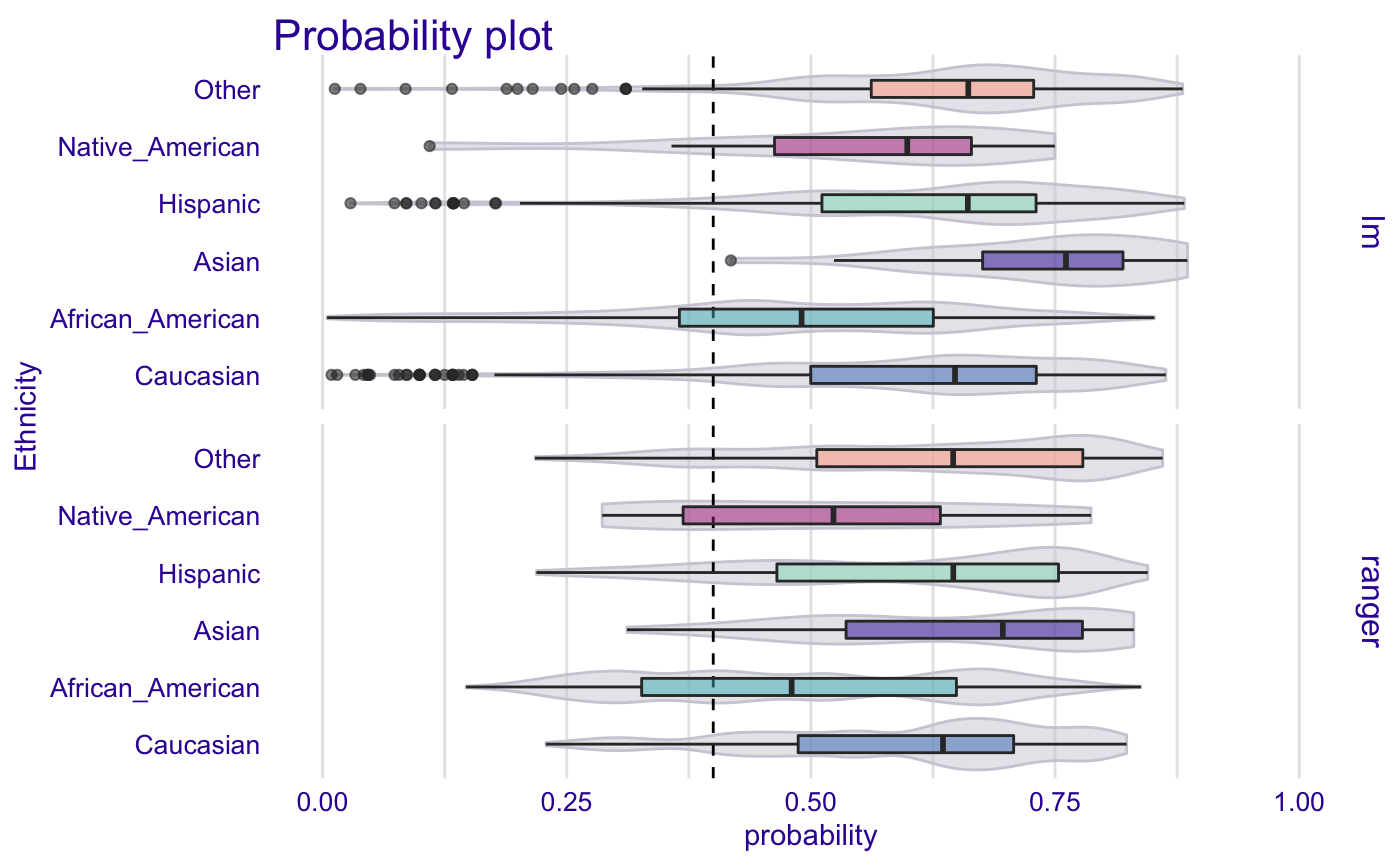 Probability plot
Other
Native_American
Hispanic
Asian
African_American
Caucasian
lm
Ethnicity
Other
Native_American
Hispanic
Asian
African_American
Caucasian
ranger
0.00 0.25 0.50 0.75 1.00
probability